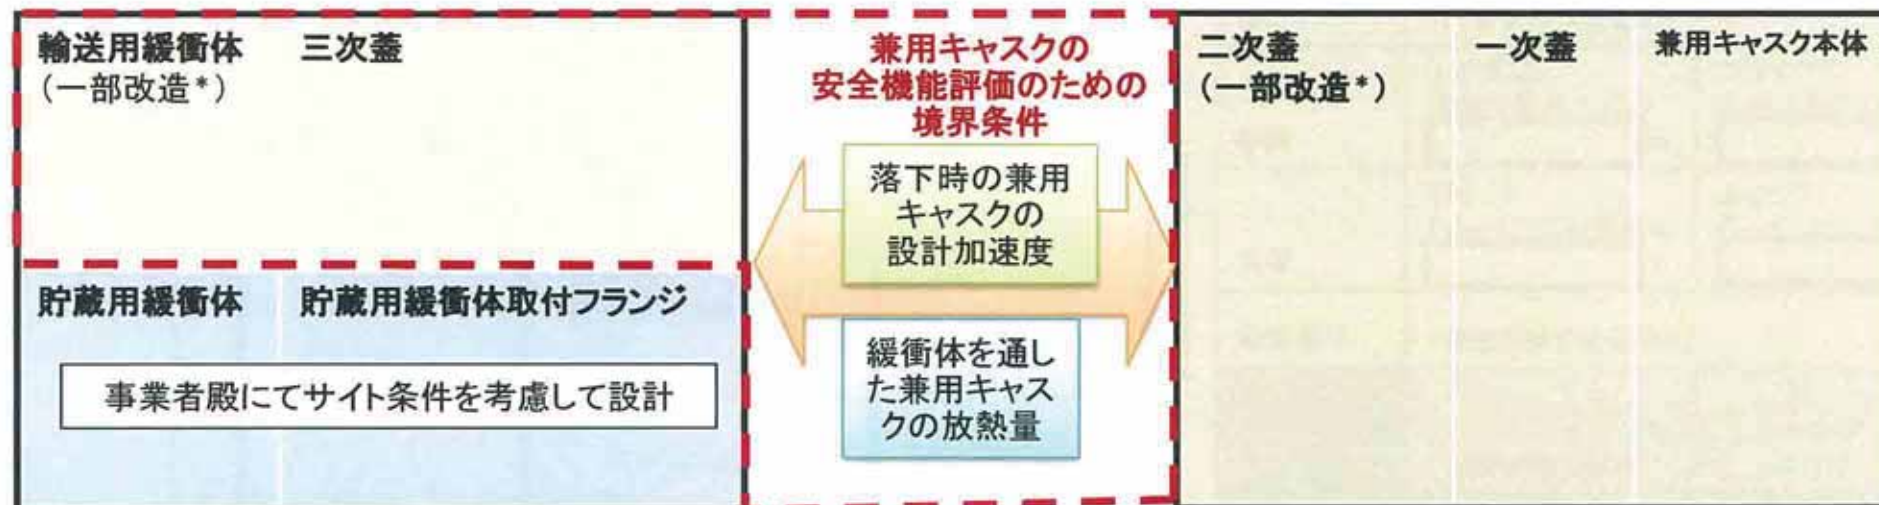 輸送用緩衝体
(一部改造*)
三次蓋
貯蔵用緩衝体
貯蔵用緩衝体取付フランジ
事業者殿にてサイト条件を考慮して設計
兼用キャスクの
安全機能評価のための
境界条件
落下時の兼用
キャスクの
設計加速度
緩衝体を通し
た兼用キャス
クの放熱量
二次蓋
(一部改造*)
一次蓋
兼用キャスク本体